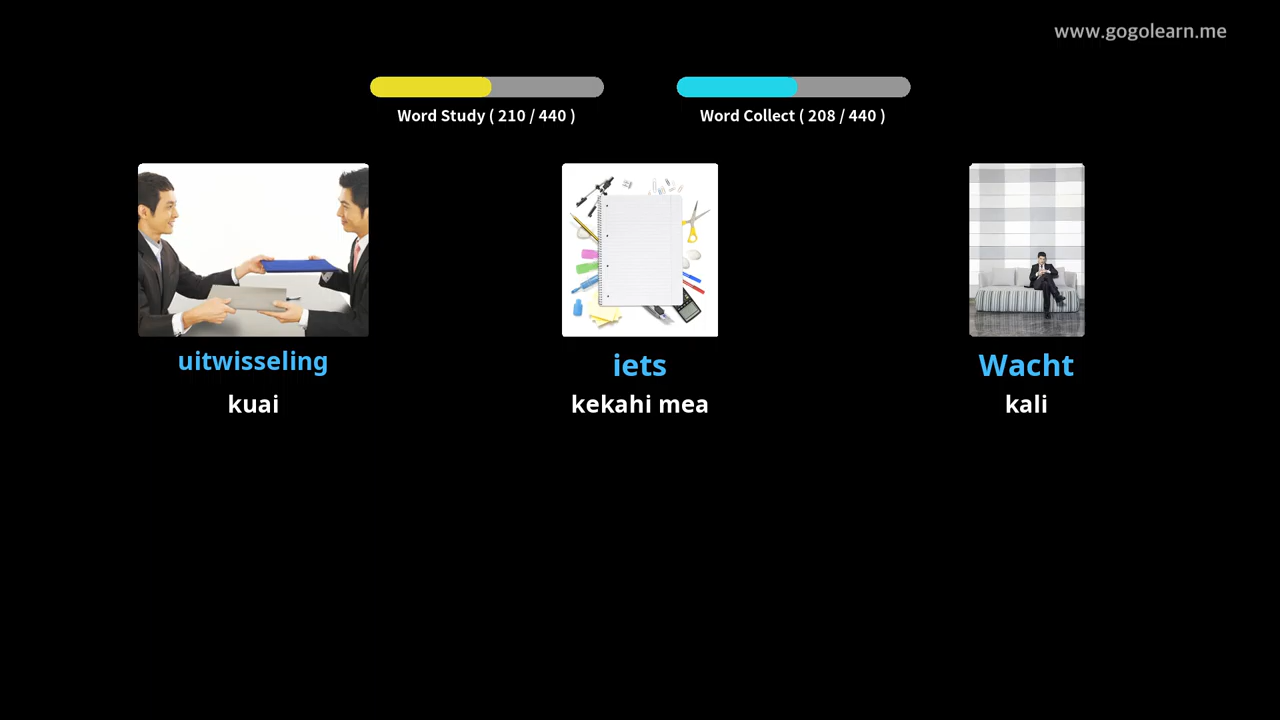 www.gogolearn.me
Word Study ( 210 / 440 )
Word Collect ( 208 / 440 )
uitwisseling
kuai
iets
kekahi mea
Wacht
kali